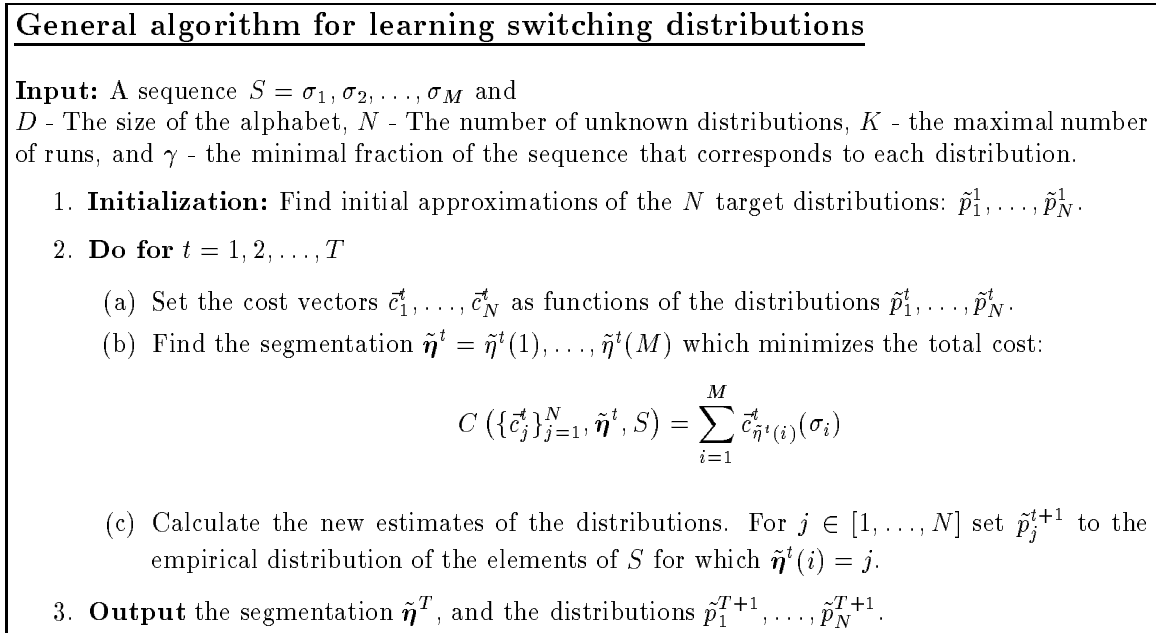 General algorithm for learning switching distributions
Input: A sequence S = σ₁, σ₂, . . . , σ_M and
D - The size of the alphabet, N - The number of unknown distributions, K - the maximal number
of runs, and γ - the minimal fraction of the sequence that corresponds to each distribution.
1. Initialization: Find initial approximations of the N target distributions: p̃₁¹, . . . , p̃_N¹.
2. Do for t = 1, 2, . . . , T
(a) Set the cost vectors c⃗₁ᵗ, . . . , c⃗_Nᵗ as functions of the distributions p̃₁ᵗ, . . . , p̃_Nᵗ.
(b) Find the segmentation η̃ᵗ = η̃ᵗ(1), . . . , η̃ᵗ(M) which minimizes the total cost:
C ({c⃗ⱼᵗ}ⱼ₌₁ᴺ, η̃ᵗ, S) = ∑ᵢ₌₁ᴹ c⃗ᵗ_{η̃ᵗ(i)}(σᵢ)
(c) Calculate the new estimates of the distributions. For j ∈ [1, . . . , N] set p̃ⱼᵗ⁺¹ to the
empirical distribution of the elements of S for which η̃ᵗ(i) = j.
3. Output the segmentation η̃ᵀ, and the distributions p̃₁ᵀ⁺¹, . . . , p̃_Nᵀ⁺¹.